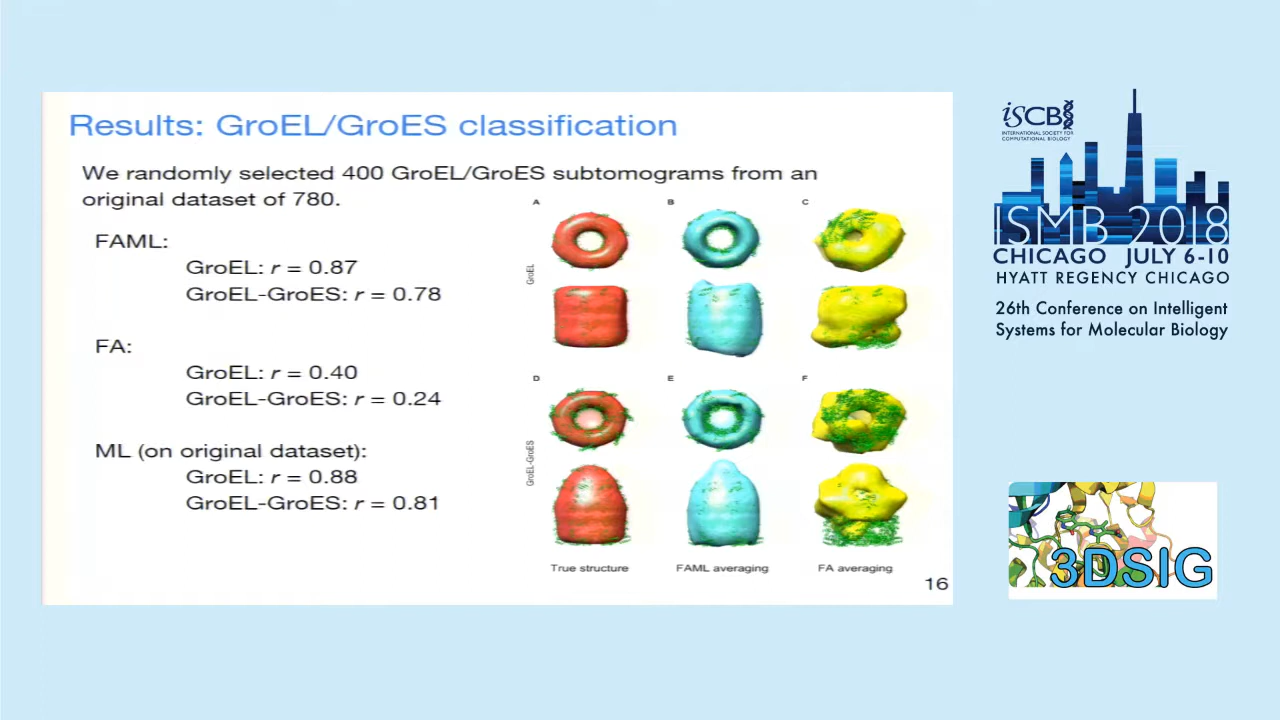 Results: GroEL/GroES classification
We randomly selected 400 GroEL/GroES subtomograms from an
original dataset of 780.
FAML:
GroEL: r = 0.87
GroEL-GroES: r = 0.78
FA:
GroEL: r = 0.40
GroEL-GroES: r = 0.24
ML (on original dataset):
GroEL: r = 0.88
GroEL-GroES: r = 0.81
A
B
C
GroEL
D
E
F
GroEL-GroES
True structure
FAML averaging
FA averaging
16
iSCB
INTERNATIONAL SOCIETY FOR
COMPUTATIONAL BIOLOGY
ISMB 2018
CHICAGO JULY 6-10
HYATT REGENCY CHICAGO
26th Conference on Intelligent
Systems for Molecular Biology
3DSIG